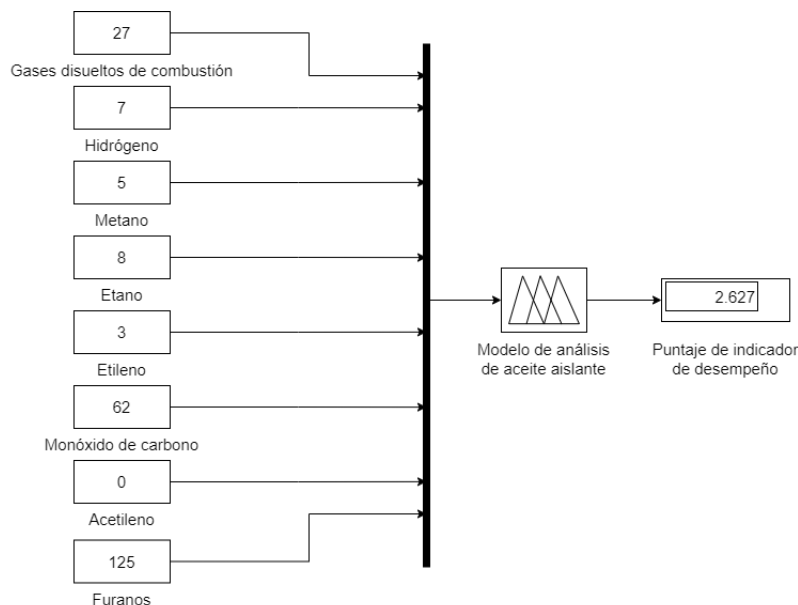 27
Gases disueltos de combustión
7
Hidrógeno
5
Metano
8
Etano
3
Etileno
62
Monóxido de carbono
0
Acetileno
125
Furanos
Modelo de análisis
de aceite aislante
2.627
Puntaje de indicador
de desempeño